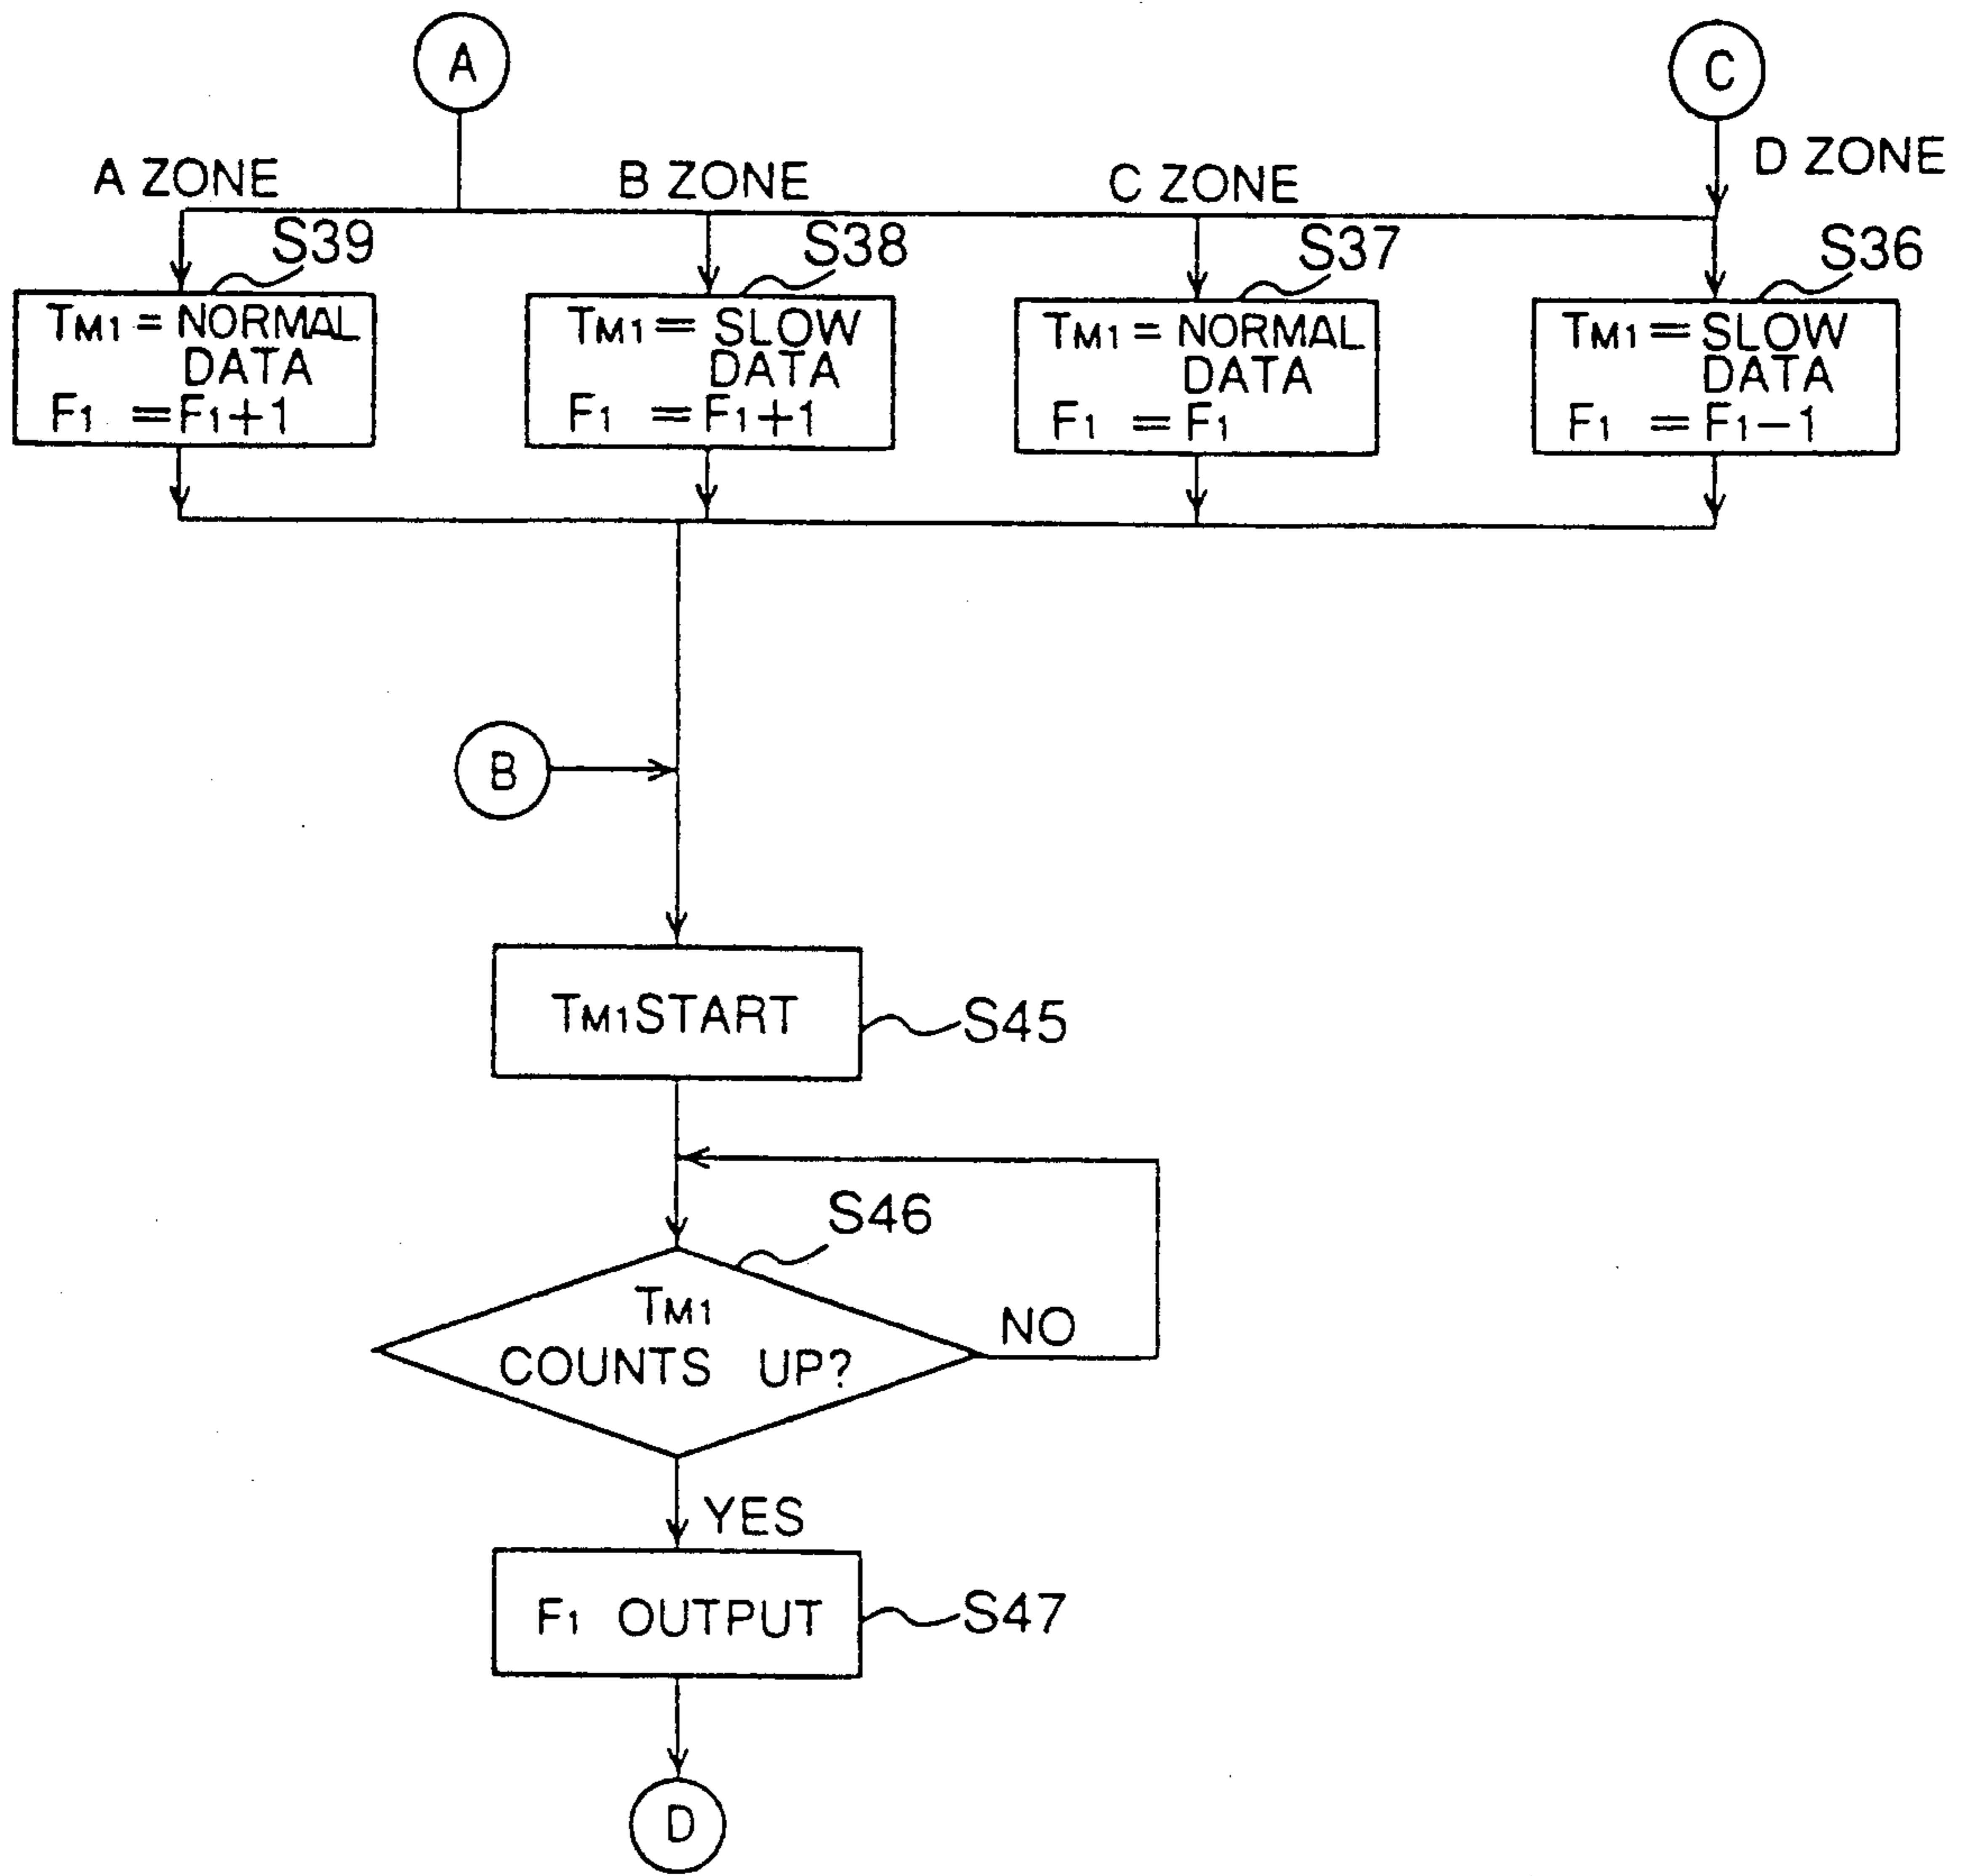 A
C
A ZONE
B ZONE
C ZONE
D ZONE
S39
S38
S37
S36
TM1 = NORMAL
DATA
F1 = F1+1
TM1 = SLOW
DATA
F1 = F1+1
TM1 = NORMAL
DATA
F1 = F1
TM1 = SLOW
DATA
F1 = F1-1
B
TM1 START
S45
S46
TM1
COUNTS UP?
NO
YES
F1 OUTPUT
S47
D